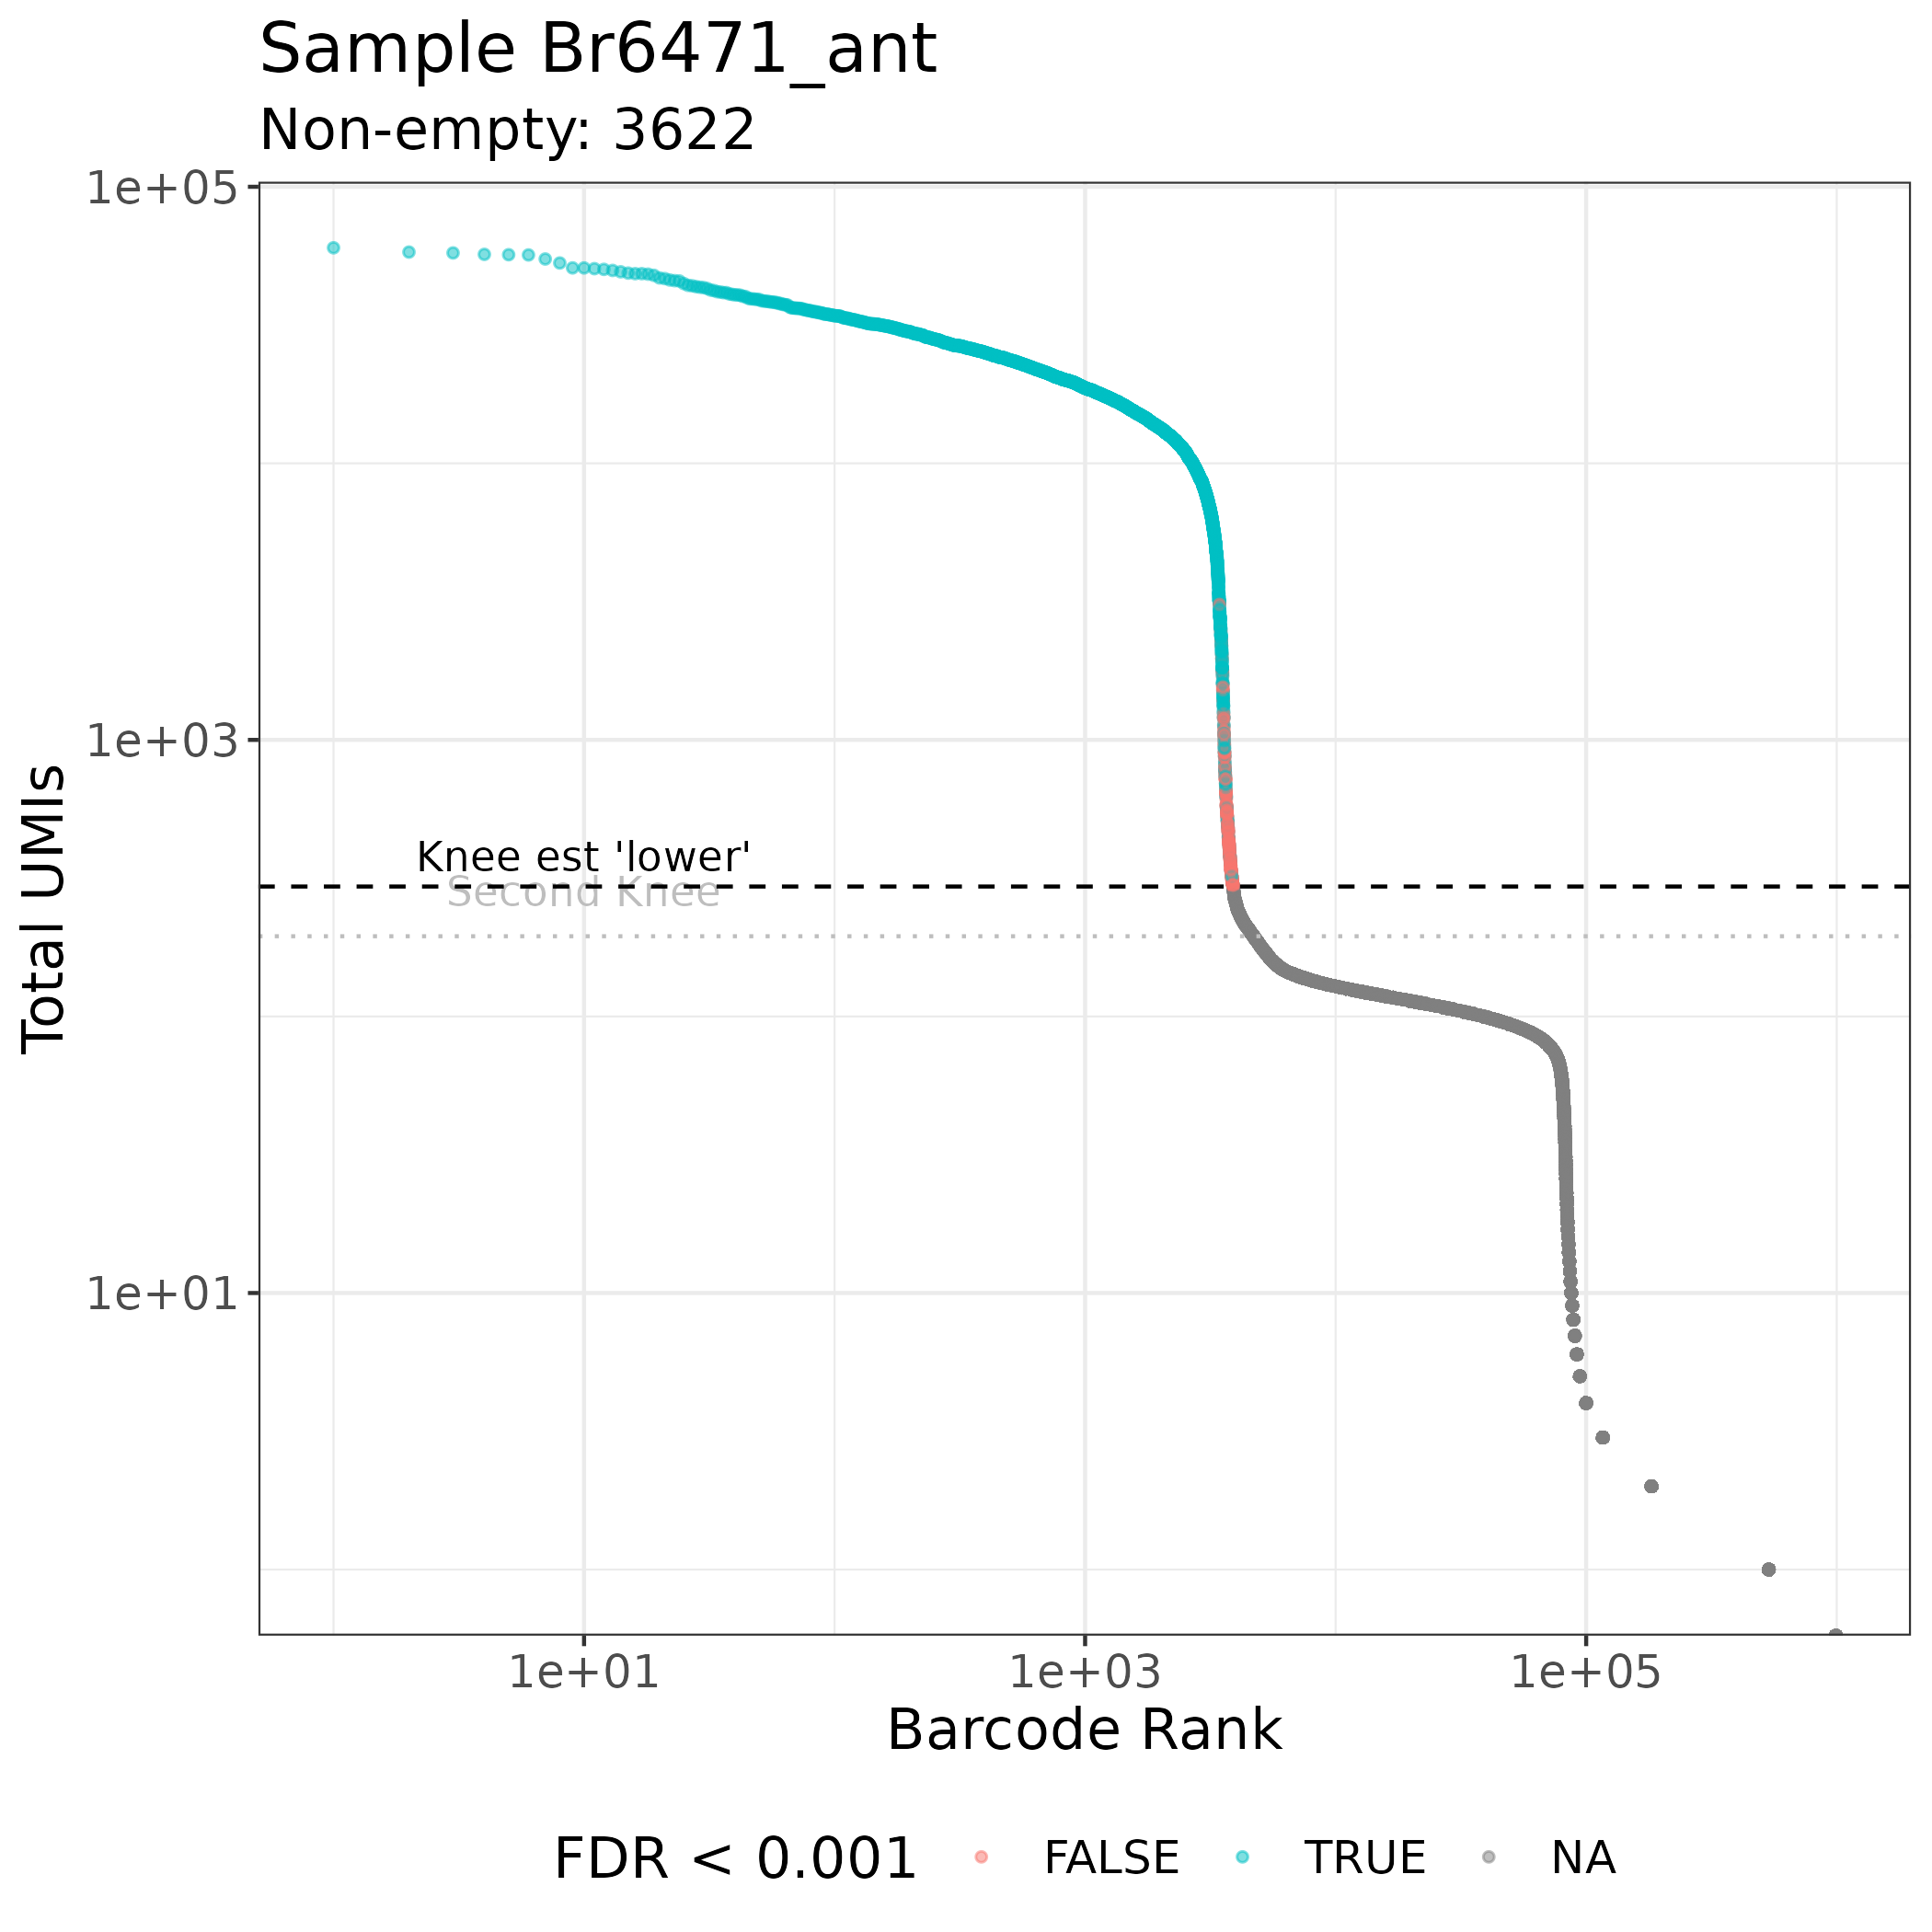 Sample Br6471_ant
Non-empty: 3622
1e+05
1e+03
1e+01
Total UMIs
Knee est 'lower'
Second Knee
1e+01 1e+03 1e+05
Barcode Rank
FDR < 0.001 FALSE TRUE NA